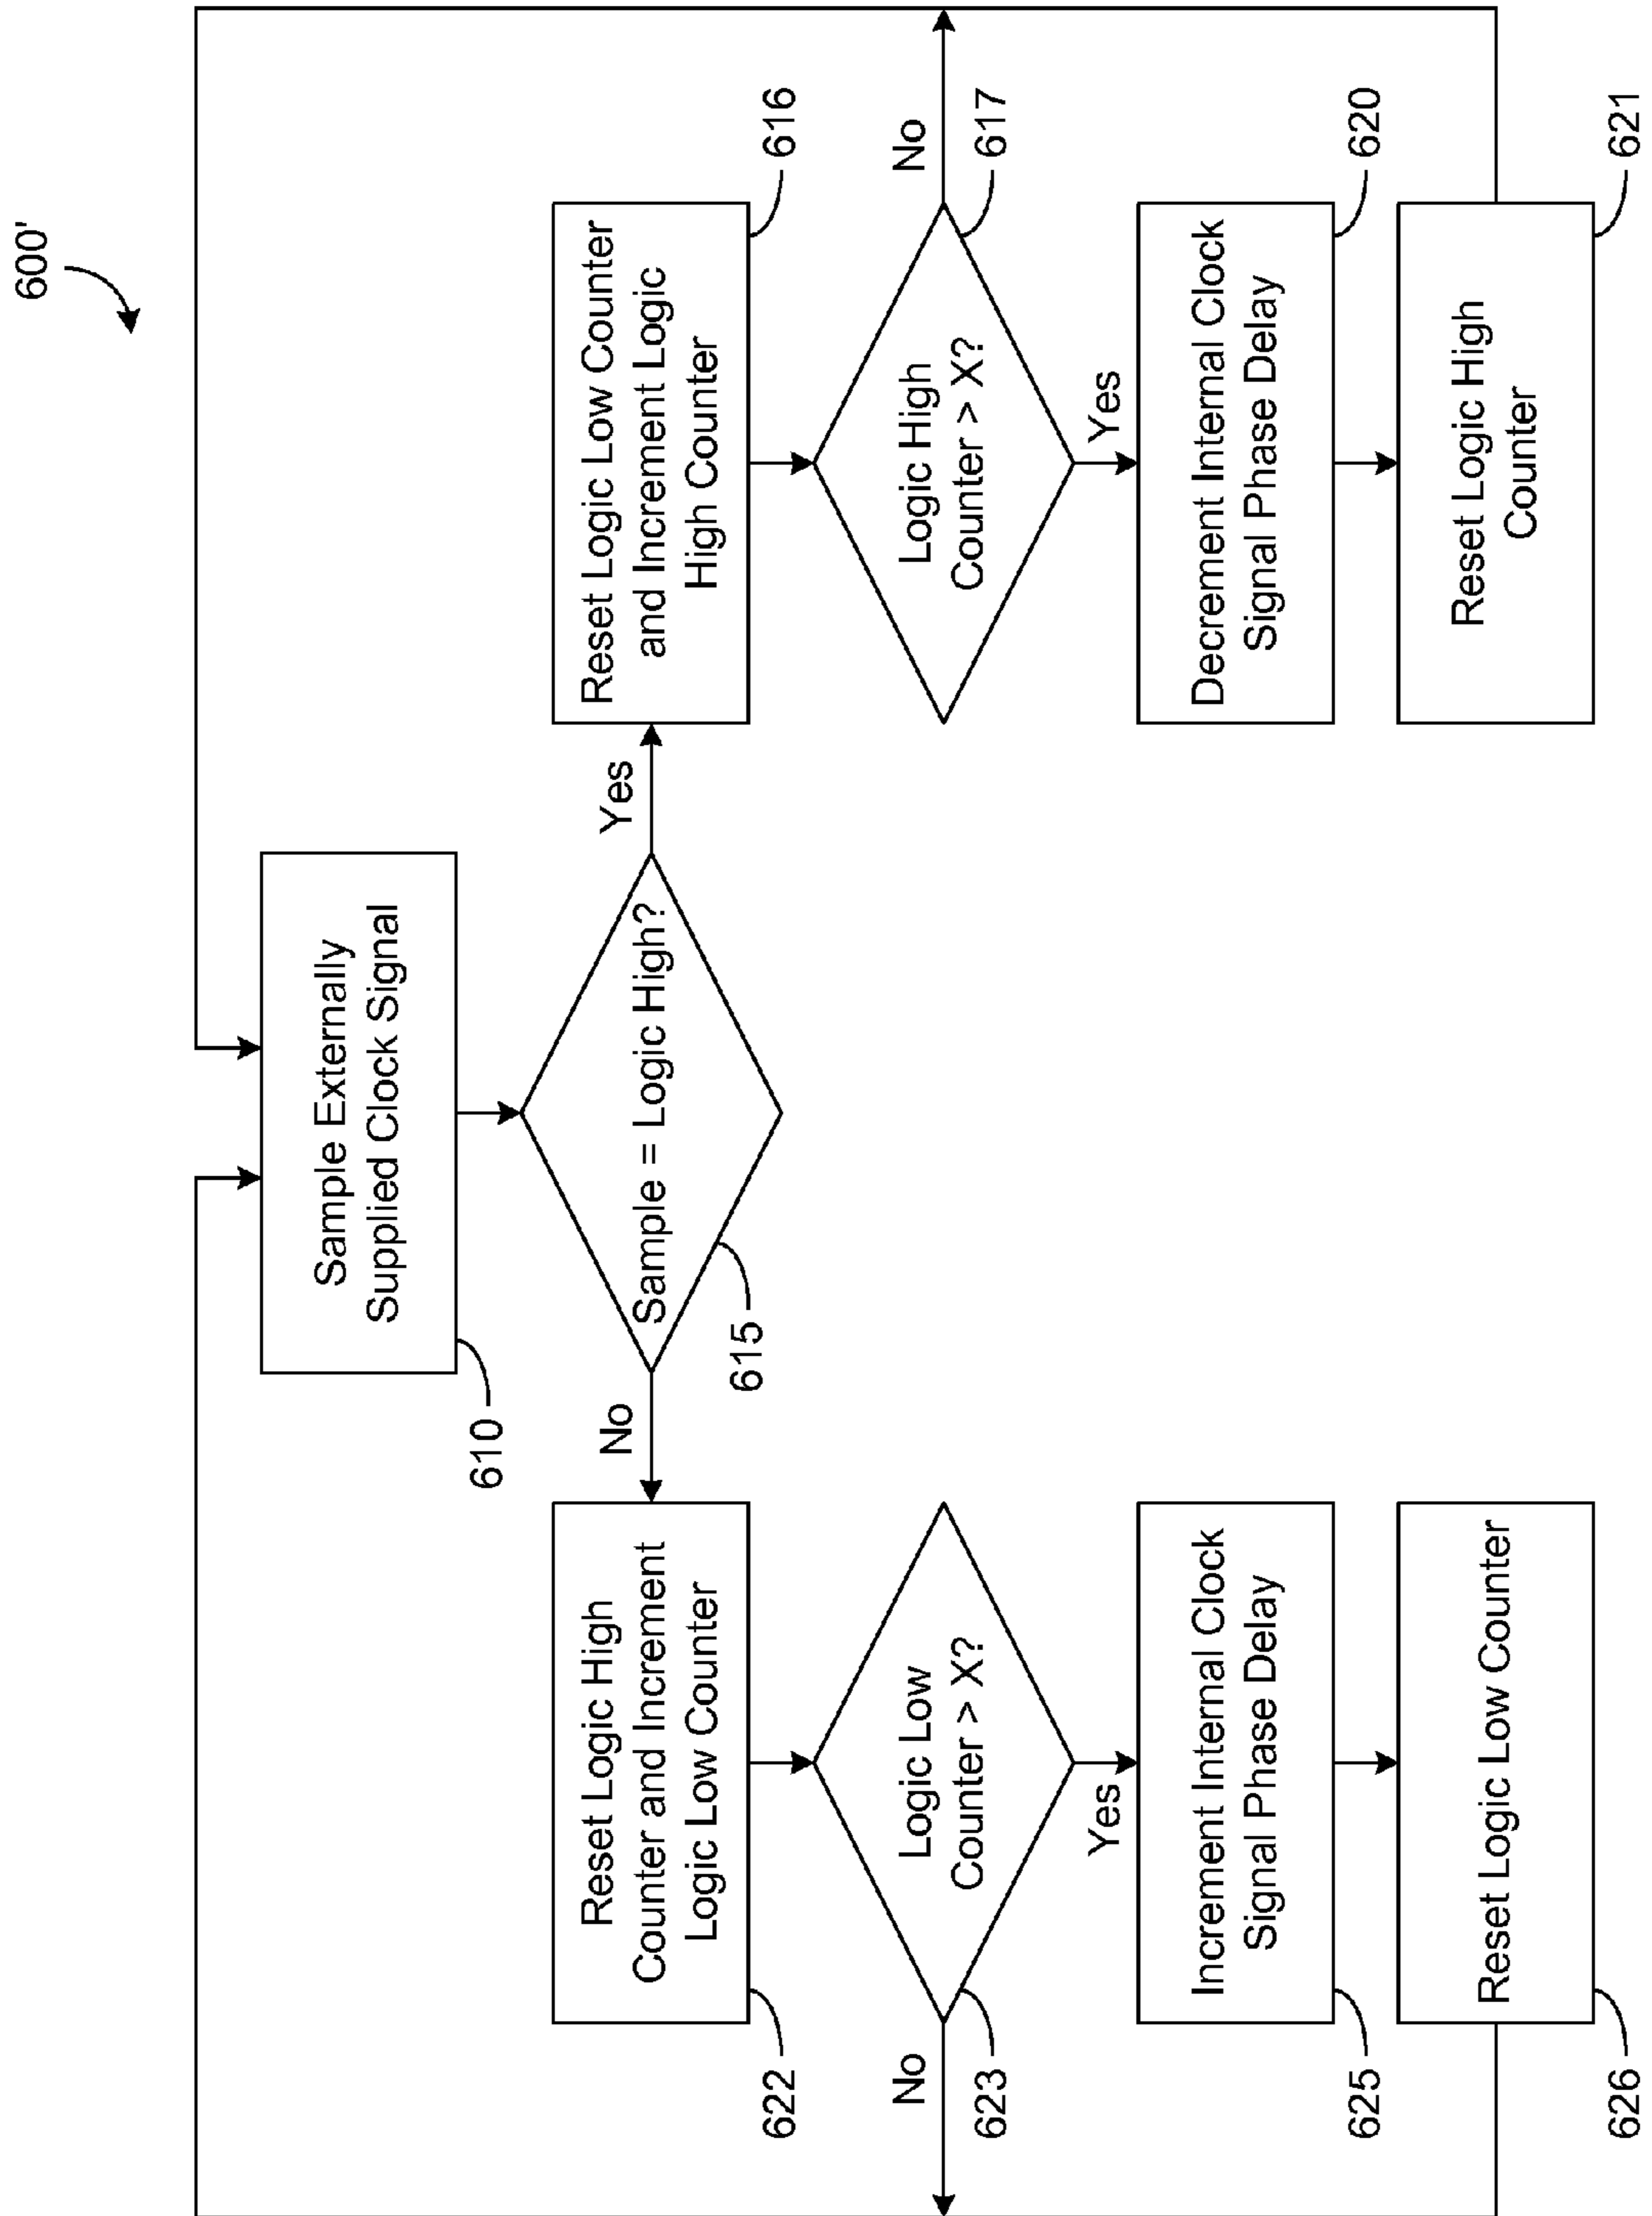 600'
Sample Externally
Supplied Clock Signal
610
Sample = Logic High?
615
No
Yes
Reset Logic High
Counter and Increment
Logic Low Counter
622
Reset Logic Low Counter
and Increment Logic
High Counter
616
Logic Low
Counter > X?
No
623
Yes
Logic High
Counter > X?
No
617
Yes
Increment Internal Clock
Signal Phase Delay
625
Decrement Internal Clock
Signal Phase Delay
620
Reset Logic Low Counter
626
Reset Logic High
Counter
621